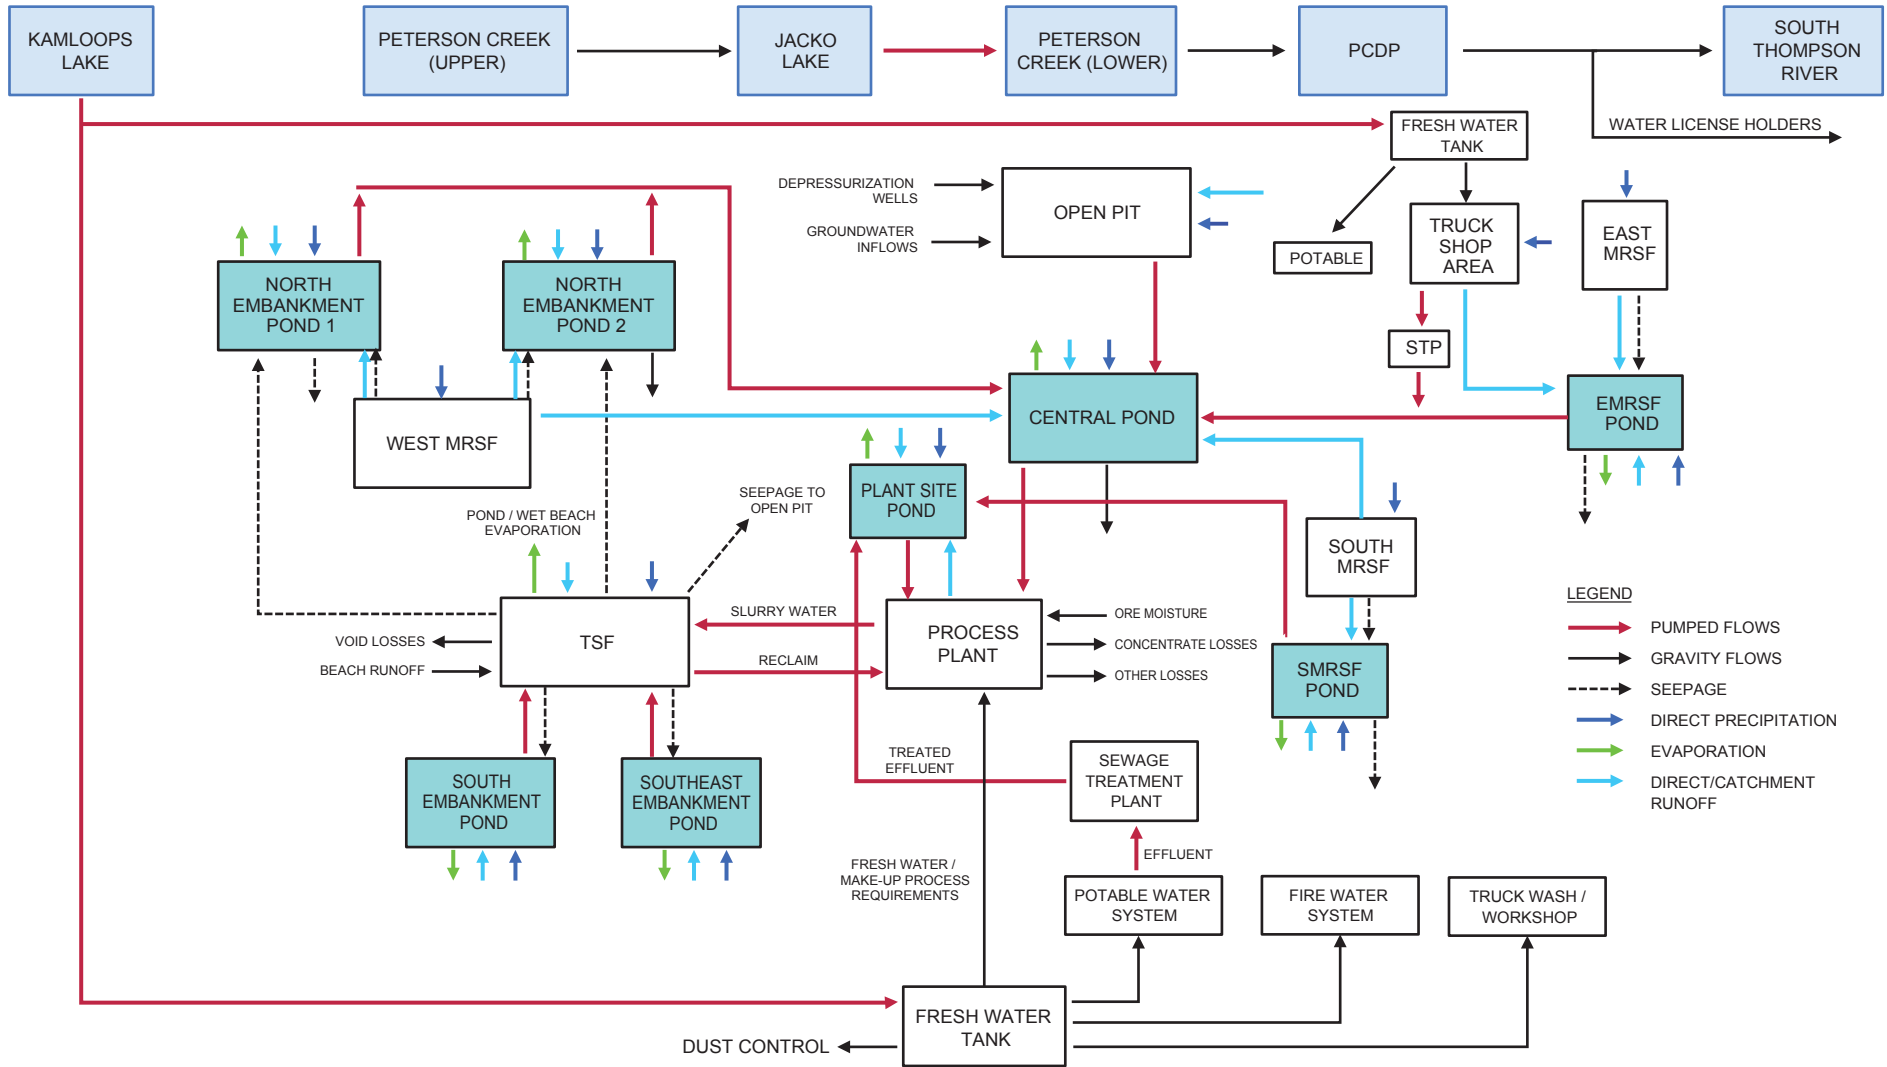 KAMLOOPS
LAKE
PETERSON CREEK
(UPPER)
JACKO
LAKE
PETERSON
CREEK (LOWER)
PCDP
SOUTH
THOMPSON
RIVER
FRESH WATER
TANK
WATER LICENSE HOLDERS
DEPRESSURIZATION
WELLS
GROUNDWATER
INFLOWS
OPEN PIT
POTABLE
TRUCK
SHOP
AREA
EAST
MRSF
NORTH
EMBANKMENT
POND 1
NORTH
EMBANKMENT
POND 2
STP
WEST MRSF
CENTRAL POND
EMRSF
POND
PLANT SITE
POND
SEEPAGE TO
OPEN PIT
POND / WET BEACH
EVAPORATION
SOUTH
MRSF
TSF
VOID LOSSES
BEACH RUNOFF
SLURRY WATER
RECLAIM
PROCESS
PLANT
ORE MOISTURE
CONCENTRATE LOSSES
OTHER LOSSES
SMRSF
POND
LEGEND
PUMPED FLOWS
GRAVITY FLOWS
SEEPAGE
DIRECT PRECIPITATION
EVAPORATION
DIRECT/CATCHMENT
RUNOFF
SOUTH
EMBANKMENT
POND
SOUTHEAST
EMBANKMENT
POND
TREATED
EFFLUENT
SEWAGE
TREATMENT
PLANT
EFFLUENT
FRESH WATER /
MAKE-UP PROCESS
REQUIREMENTS
POTABLE WATER
SYSTEM
FIRE WATER
SYSTEM
TRUCK WASH /
WORKSHOP
FRESH WATER
TANK
DUST CONTROL